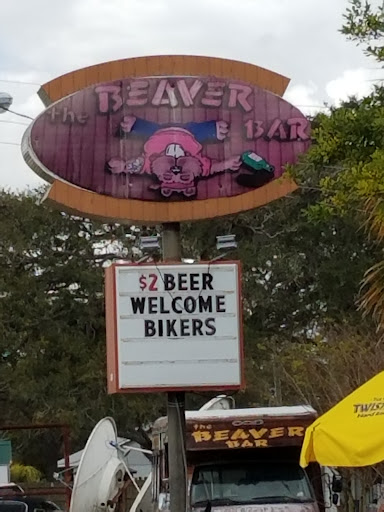 the BEAVER
BAR
$2 BEER
WELCOME
BIKERS
the
BEAVER
BAR